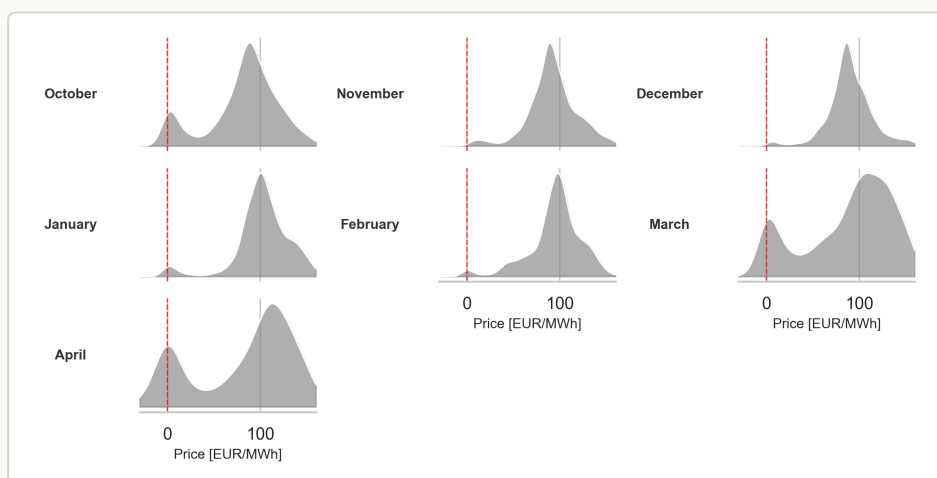 October
November
December
January
February
March
0 100
Price [EUR/MWh]
0 100
Price [EUR/MWh]
April
0 100
Price [EUR/MWh]